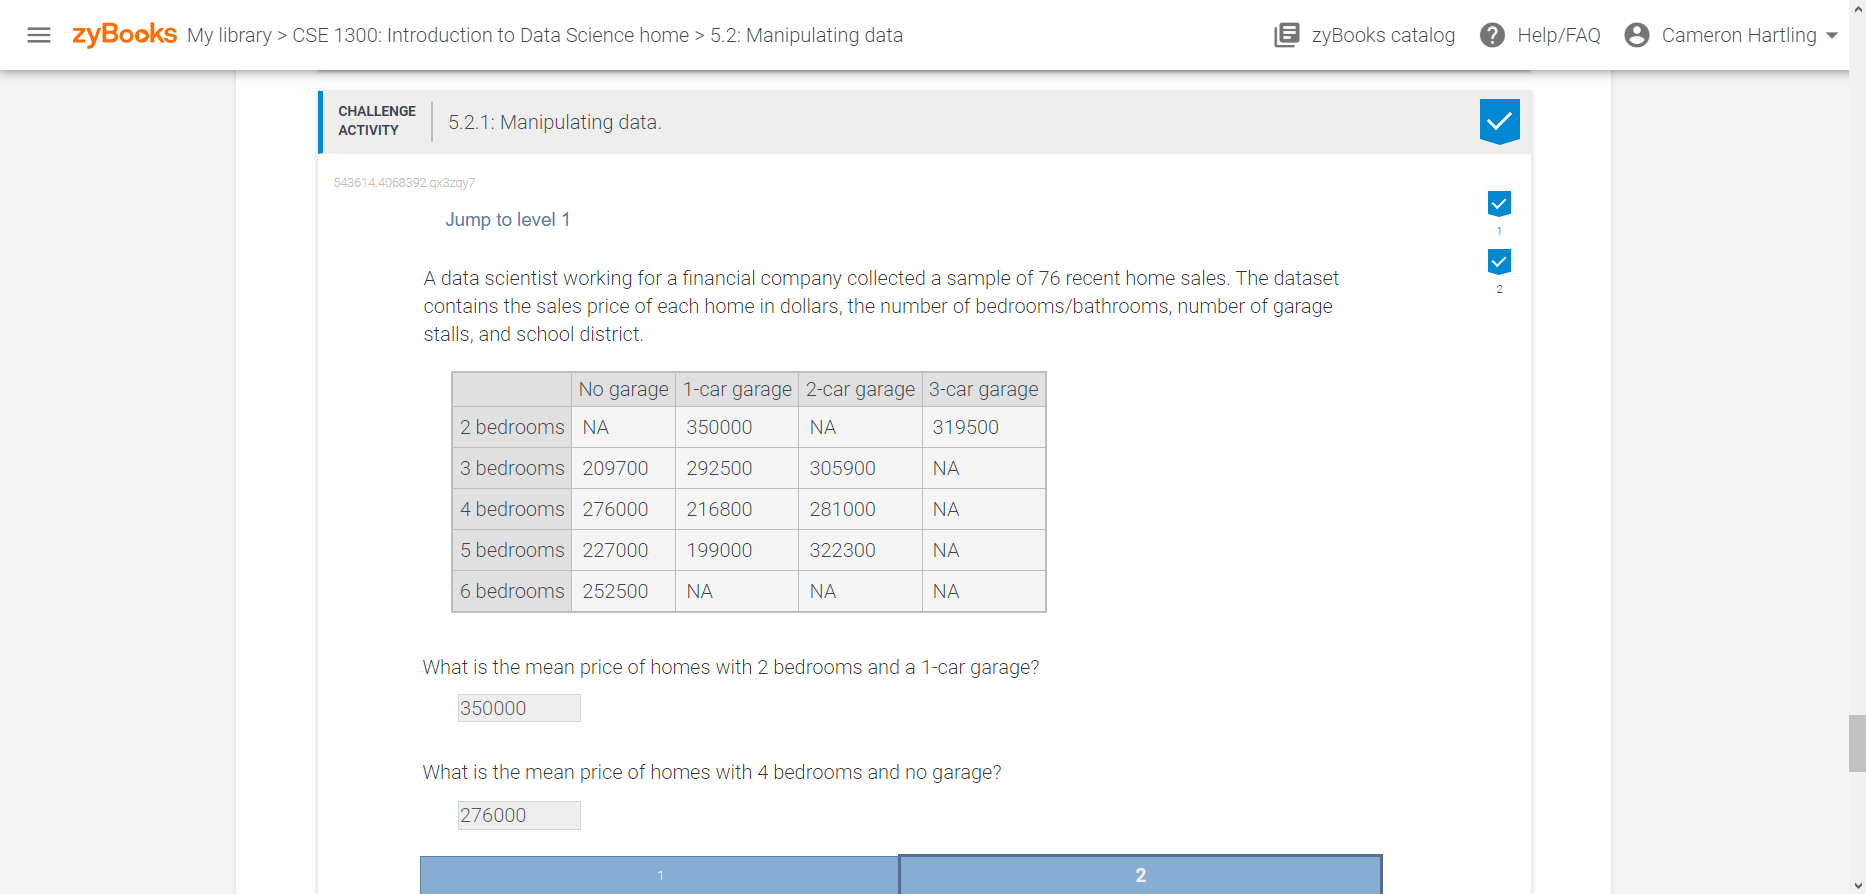 zyBooks My library > CSE 1300: Introduction to Data Science home > 5.2: Manipulating data zyBooks catalog ? Help/FAQ Cameron Hartling
CHALLENGE
ACTIVITY
5.2.1: Manipulating data.
543614.4068392.qx3zqy7
Jump to level 1
1
2
A data scientist working for a financial company collected a sample of 76 recent home sales. The dataset
contains the sales price of each home in dollars, the number of bedrooms/bathrooms, number of garage
stalls, and school district.
No garage 1-car garage 2-car garage 3-car garage
2 bedrooms NA 350000 NA 319500
3 bedrooms 209700 292500 305900 NA
4 bedrooms 276000 216800 281000 NA
5 bedrooms 227000 199000 322300 NA
6 bedrooms 252500 NA NA NA
What is the mean price of homes with 2 bedrooms and a 1-car garage?
350000
What is the mean price of homes with 4 bedrooms and no garage?
276000
1 2